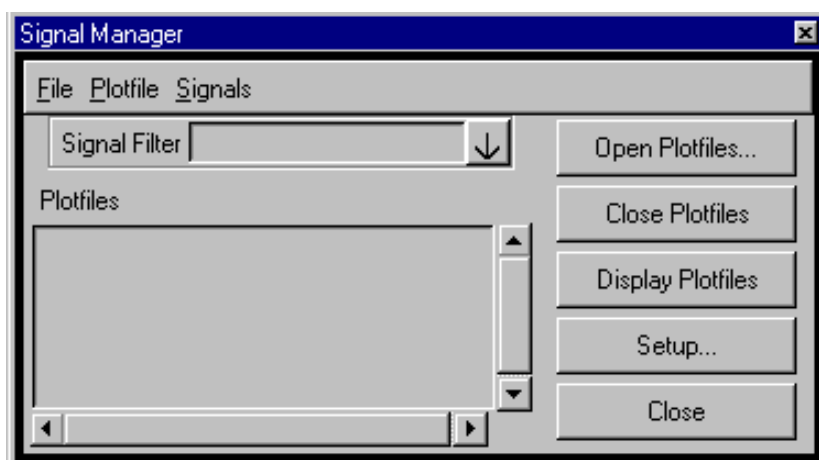 Signal Manager
File Plotfile Signals
Signal Filter
Open Plotfiles...
Plotfiles
Close Plotfiles
Display Plotfiles
Setup...
Close